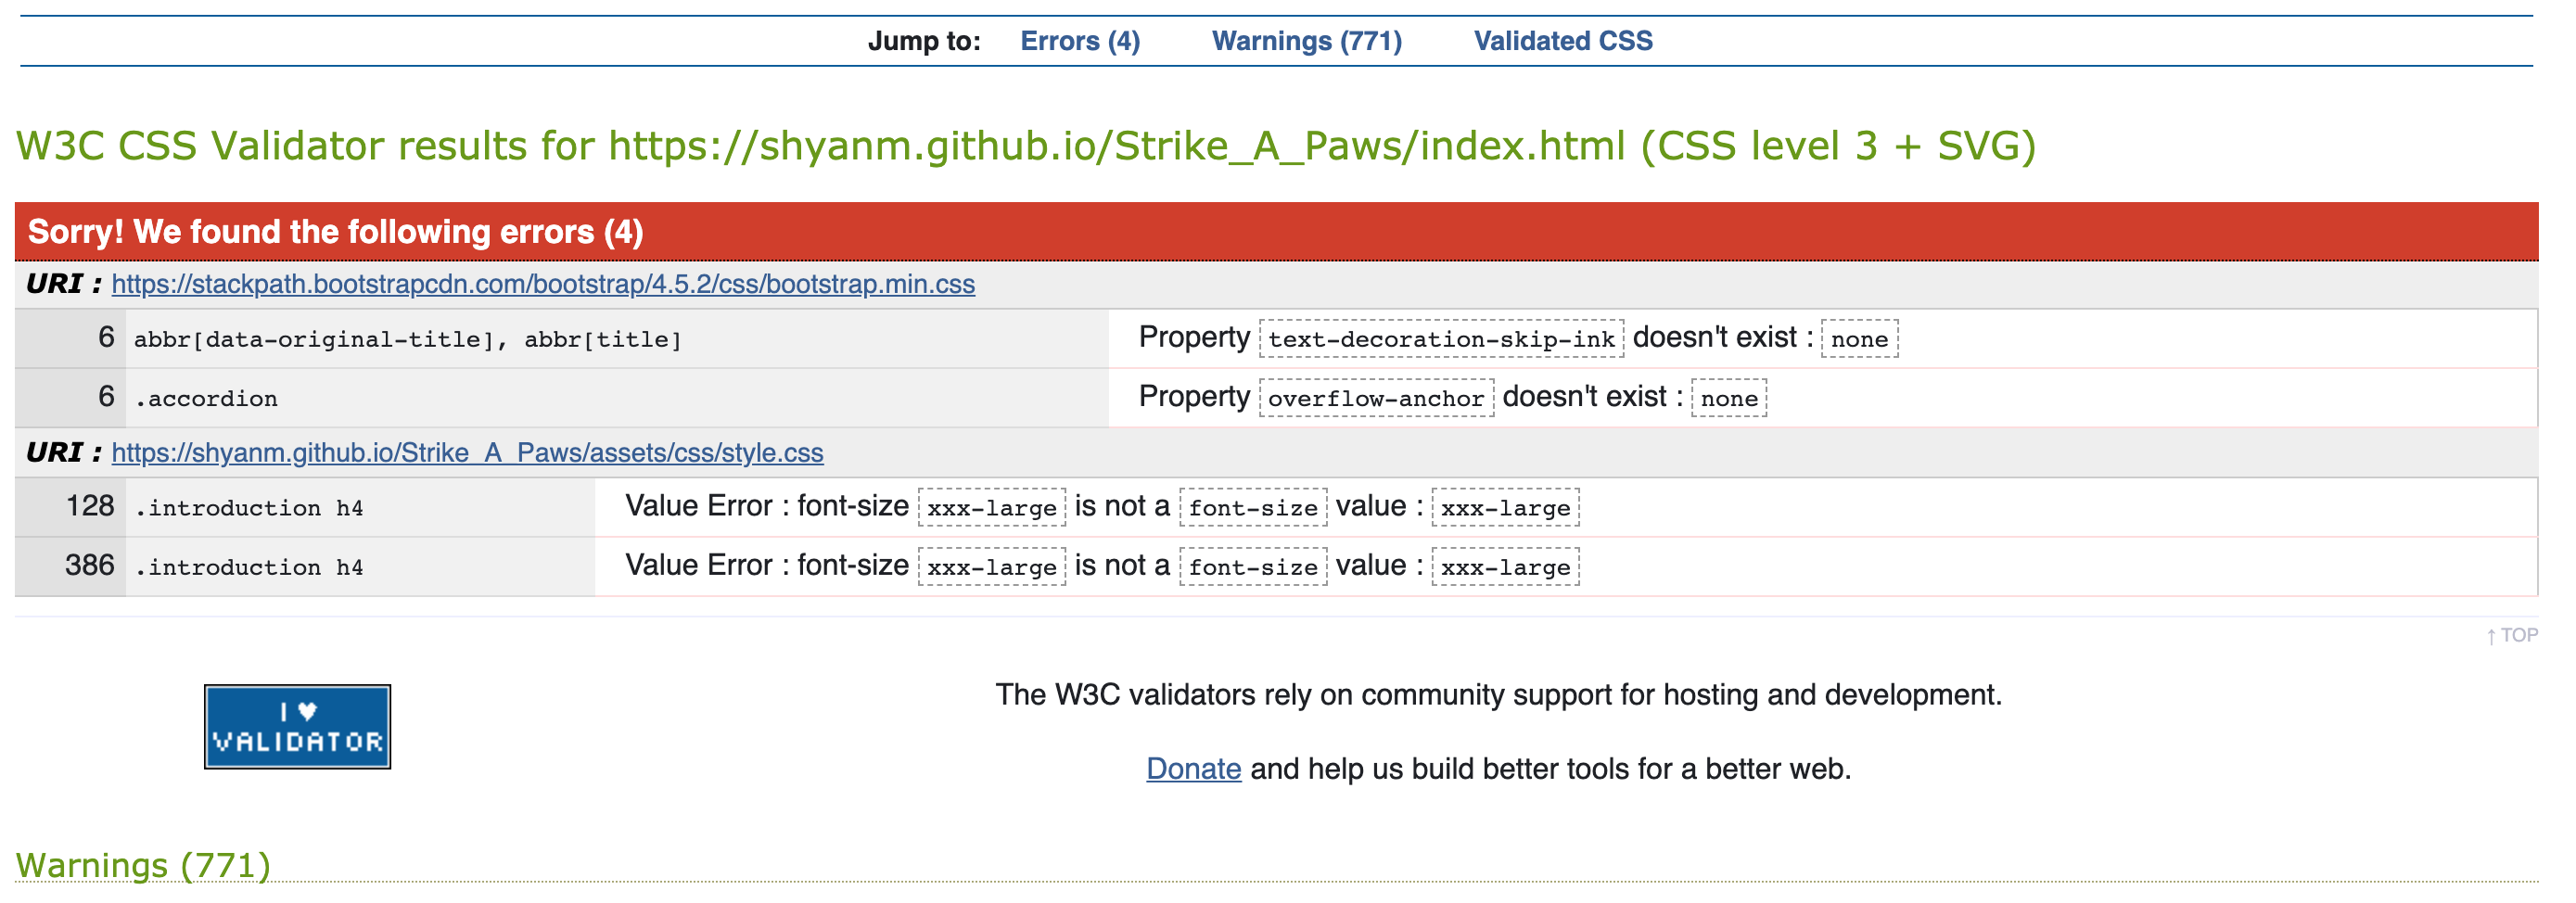 Jump to: Errors (4) Warnings (771) Validated CSS
W3C CSS Validator results for https://shyanm.github.io/Strike_A_Paws/index.html (CSS level 3 + SVG)
Sorry! We found the following errors (4)
URI : https://stackpath.bootstrapcdn.com/bootstrap/4.5.2/css/bootstrap.min.css
6 abbr[data-original-title], abbr[title] Property text-decoration-skip-ink doesn't exist : none
6 .accordion Property overflow-anchor doesn't exist : none
URI : https://shyanm.github.io/Strike_A_Paws/assets/css/style.css
128 .introduction h4 Value Error : font-size xxx-large is not a font-size value : xxx-large
386 .introduction h4 Value Error : font-size xxx-large is not a font-size value : xxx-large
↑ TOP
I ♥
VALIDATOR
The W3C validators rely on community support for hosting and development.
Donate and help us build better tools for a better web.
Warnings (771)